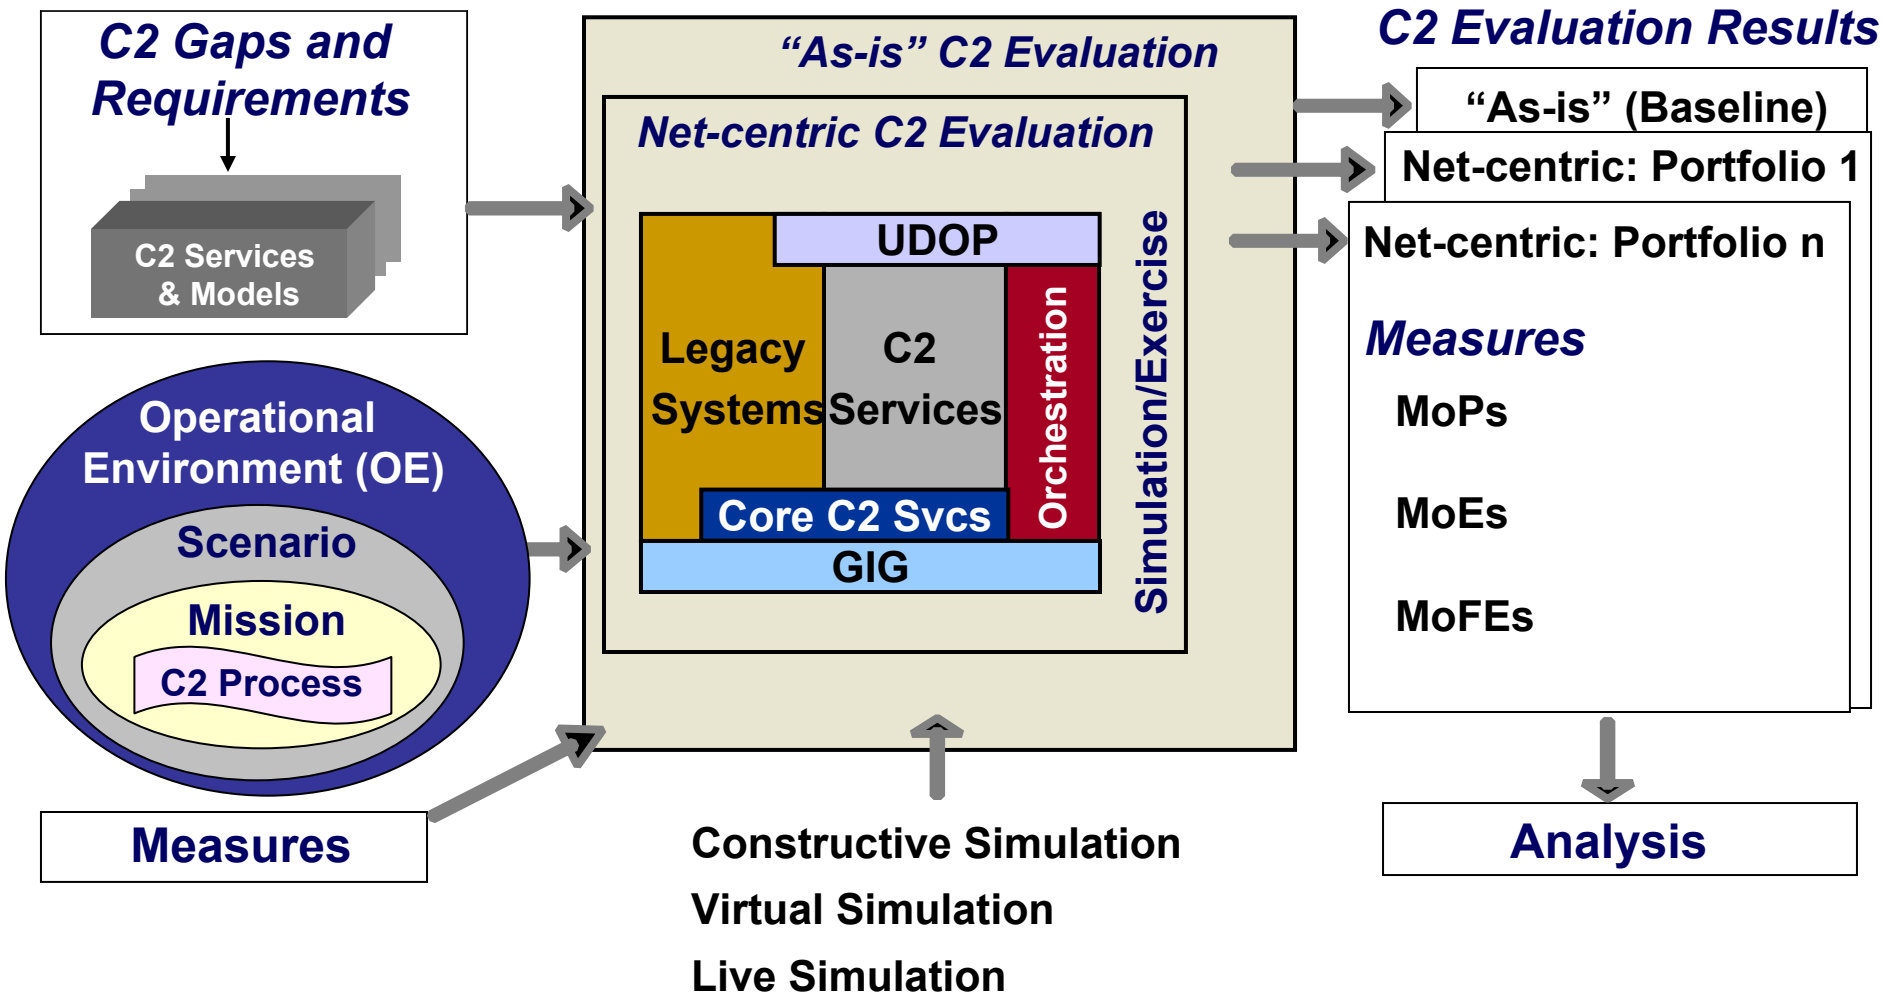 C2 Gaps and
Requirements
C2 Services
& Models
Operational
Environment (OE)
Scenario
Mission
C2 Process
Measures
“As-is” C2 Evaluation
Net-centric C2 Evaluation
UDOP
Legacy
Systems
C2
Services
Orchestration
Core C2 Svcs
GIG
Simulation/Exercise
Constructive Simulation
Virtual Simulation
Live Simulation
C2 Evaluation Results
“As-is” (Baseline)
Net-centric: Portfolio 1
Net-centric: Portfolio n
Measures
MoPs
MoEs
MoFEs
Analysis